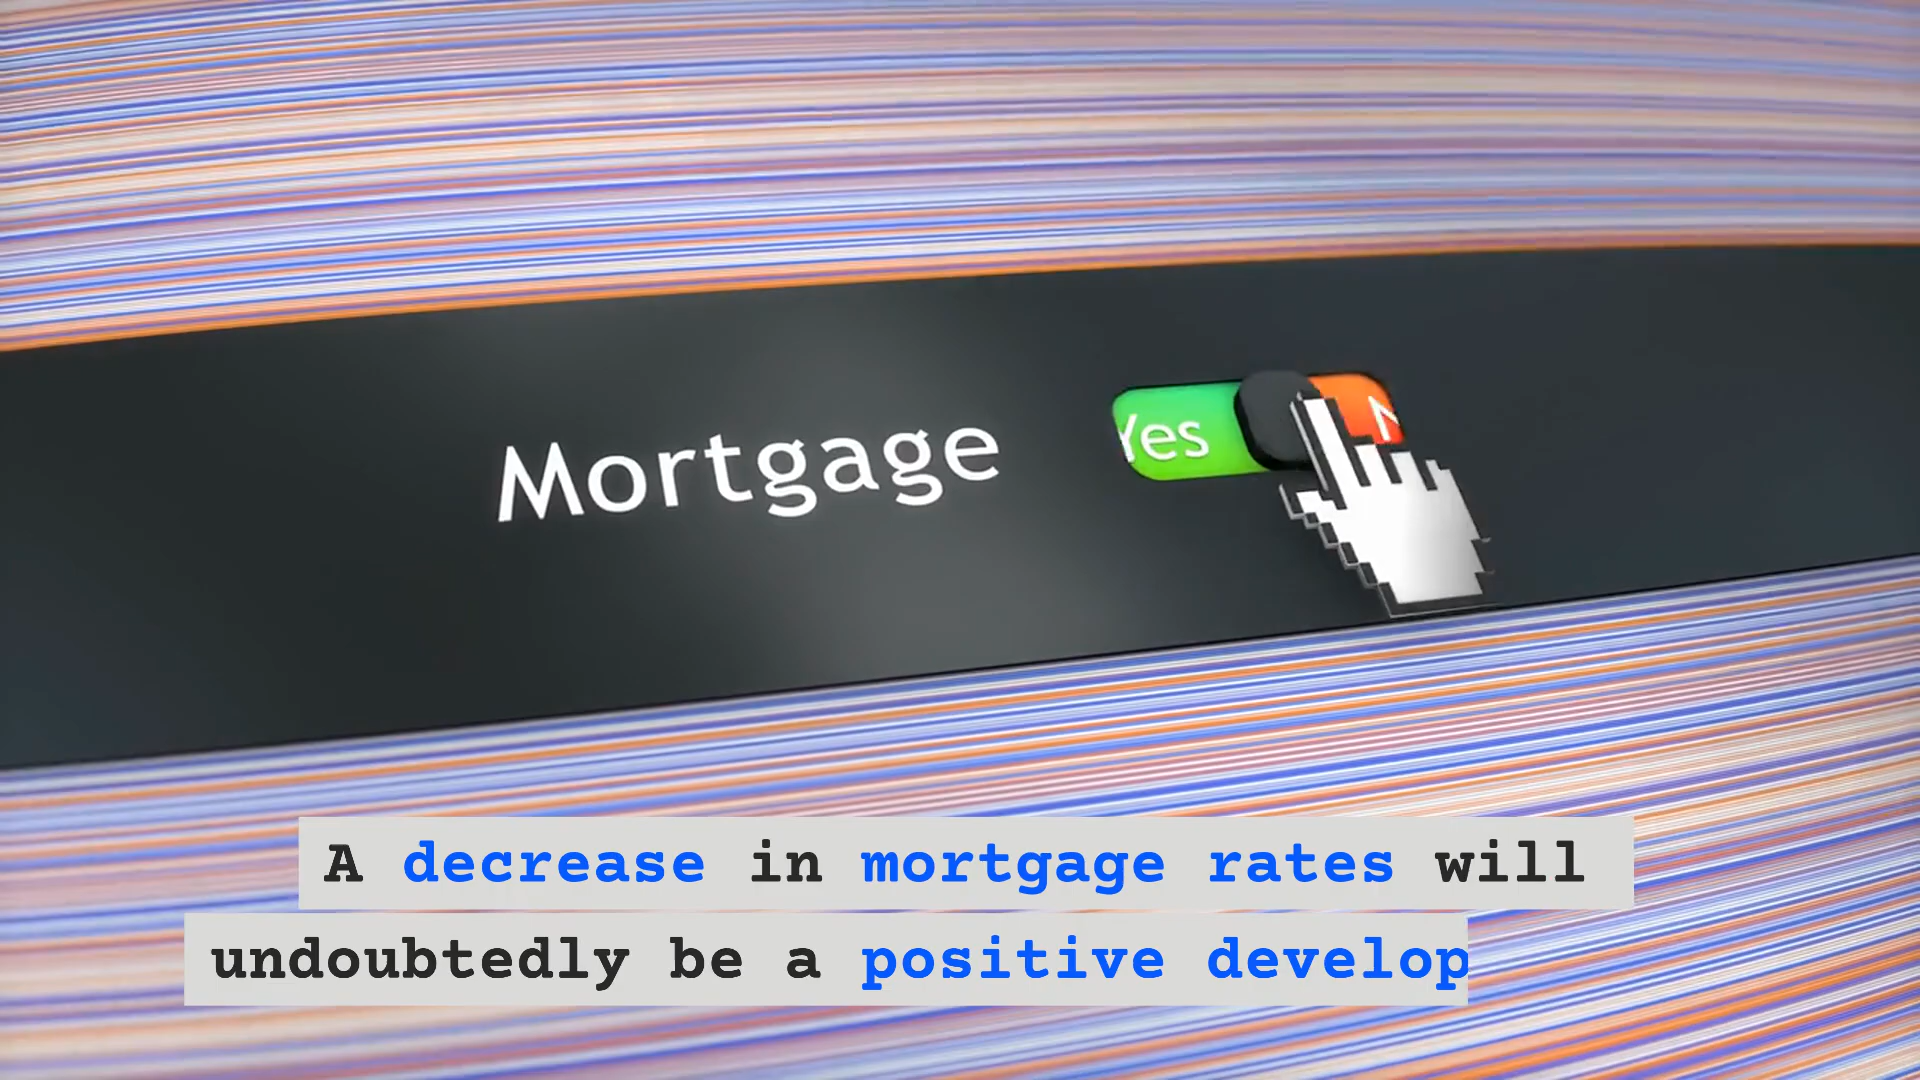 Mortgage
Yes N
A decrease in mortgage rates will
undoubtedly be a positive develop